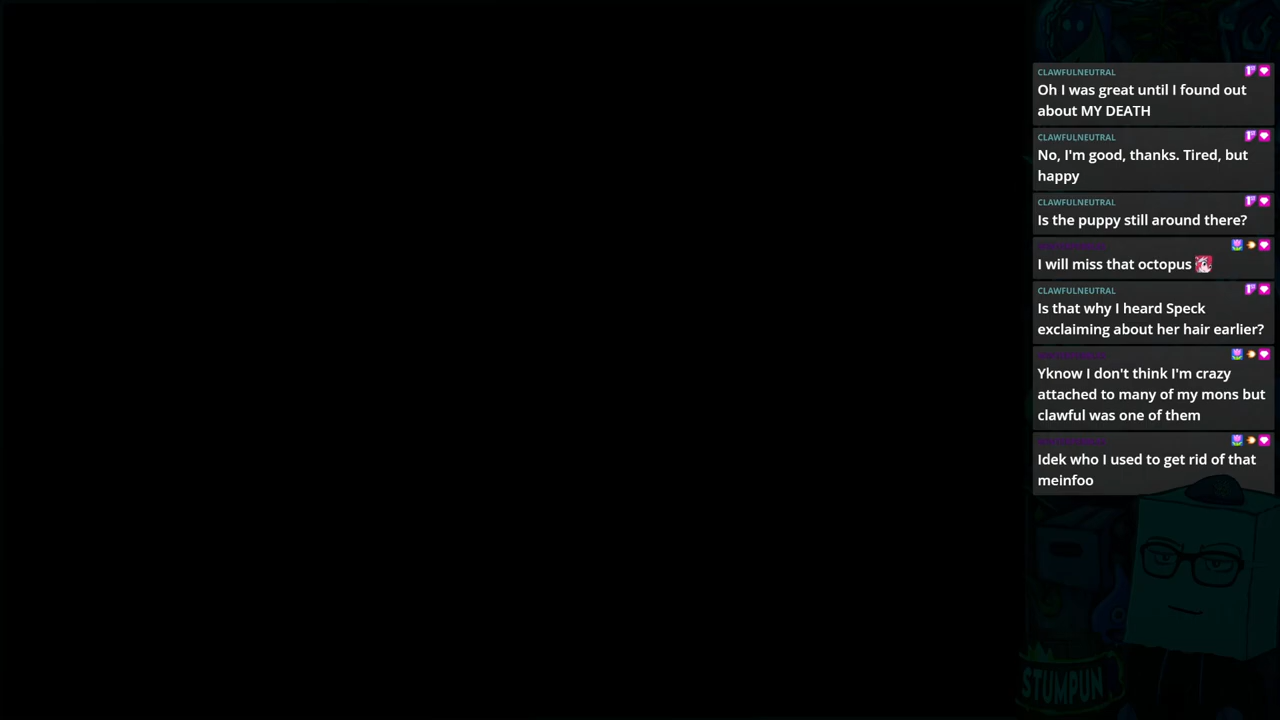 CLAWFULNEUTRAL
Oh I was great until I found out
about MY DEATH
CLAWFULNEUTRAL
No, I'm good, thanks. Tired, but
happy
CLAWFULNEUTRAL
Is the puppy still around there?
I will miss that octopus
CLAWFULNEUTRAL
Is that why I heard Speck
exclaiming about her hair earlier?
Yknow I don't think I'm crazy
attached to many of my mons but
clawful was one of them
Idek who I used to get rid of that
meinfoo
STUMPUN